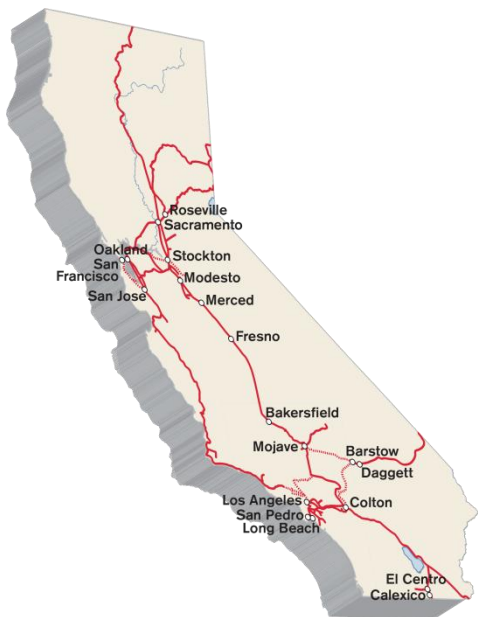 Roseville
Sacramento
Oakland
San
Francisco
Stockton
Modesto
San Jose
Merced
Fresno
Bakersfield
Mojave
Barstow
Daggett
Los Angeles
Colton
San Pedro
Long Beach
El Centro
Calexico